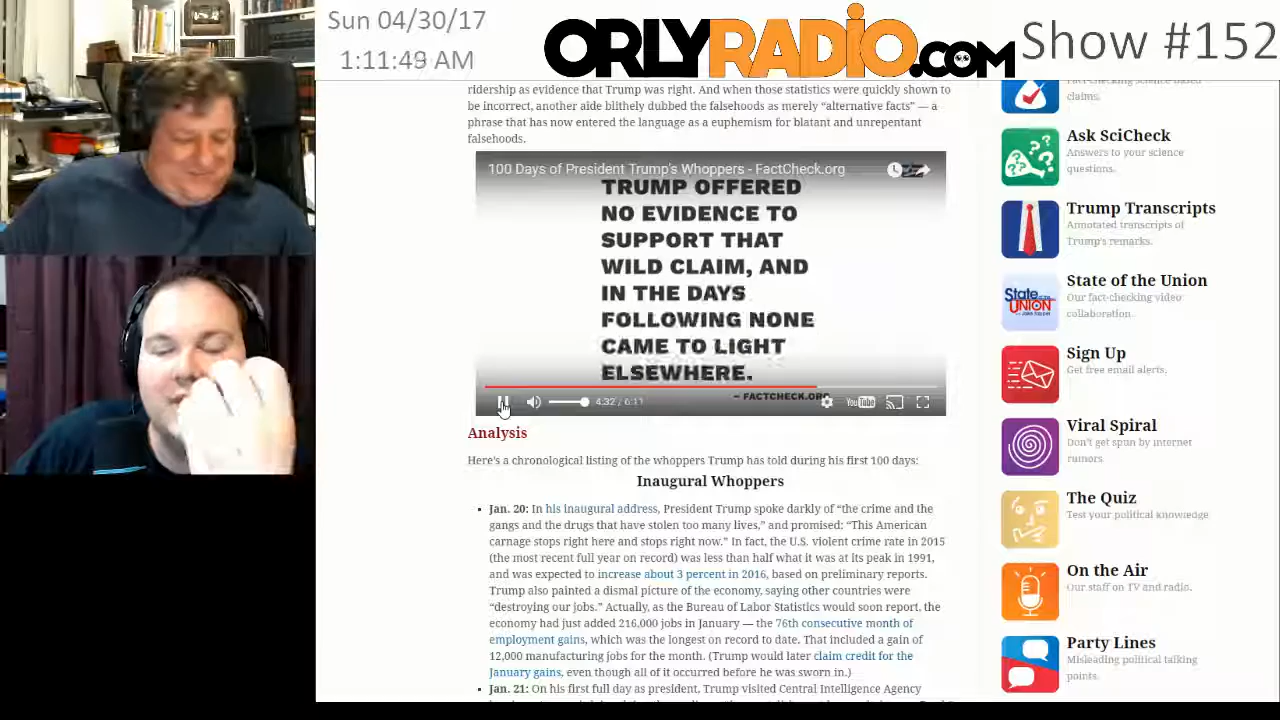 Sun 04/30/17
1:11:49 AM
ORLYRADIO.COM
Show #152
ridership as evidence that Trump was right. And when those statistics were quickly shown to
be incorrect, another aide blithely dubbed the falsehoods as merely “alternative facts” — a
phrase that has now entered the language as a euphemism for blatant and unrepentant
falsehoods.
100 Days of President Trump's Whoppers - FactCheck.org
TRUMP OFFERED
NO EVIDENCE TO
SUPPORT THAT
WILD CLAIM, AND
IN THE DAYS
FOLLOWING NONE
CAME TO LIGHT
ELSEWHERE.
– FACTCHECK.ORG
4:32 / 6:11
YouTube
Analysis
Here's a chronological listing of the whoppers Trump has told during his first 100 days:
Inaugural Whoppers
Jan. 20: In his inaugural address, President Trump spoke darkly of “the crime and the
gangs and the drugs that have stolen too many lives,” and promised: “This American
carnage stops right here and stops right now.” In fact, the U.S. violent crime rate in 2015
(the most recent full year on record) was less than half what it was at its peak in 1991,
and was expected to increase about 3 percent in 2016, based on preliminary reports.
Trump also painted a dismal picture of the economy, saying other countries were
“destroying our jobs.” Actually, as the Bureau of Labor Statistics would soon report, the
economy had just added 216,000 jobs in January — the 76th consecutive month of
employment gains, which was the longest on record to date. That included a gain of
12,000 manufacturing jobs for the month. (Trump would later claim credit for the
January gains, even though all of it occurred before he was sworn in.)
Jan. 21: On his first full day as president, Trump visited Central Intelligence Agency
claims.
Ask SciCheck
Answers to your science
questions.
Trump Transcripts
Annotated transcripts of
Trump's remarks.
State of the Union
Our fact-checking video
collaboration.
State
UNION
Sign Up
Get free email alerts.
Viral Spiral
Don't get spun by internet
rumors.
The Quiz
Test your political knowledge
On the Air
Our staff on TV and radio.
Party Lines
Misleading political talking
points.